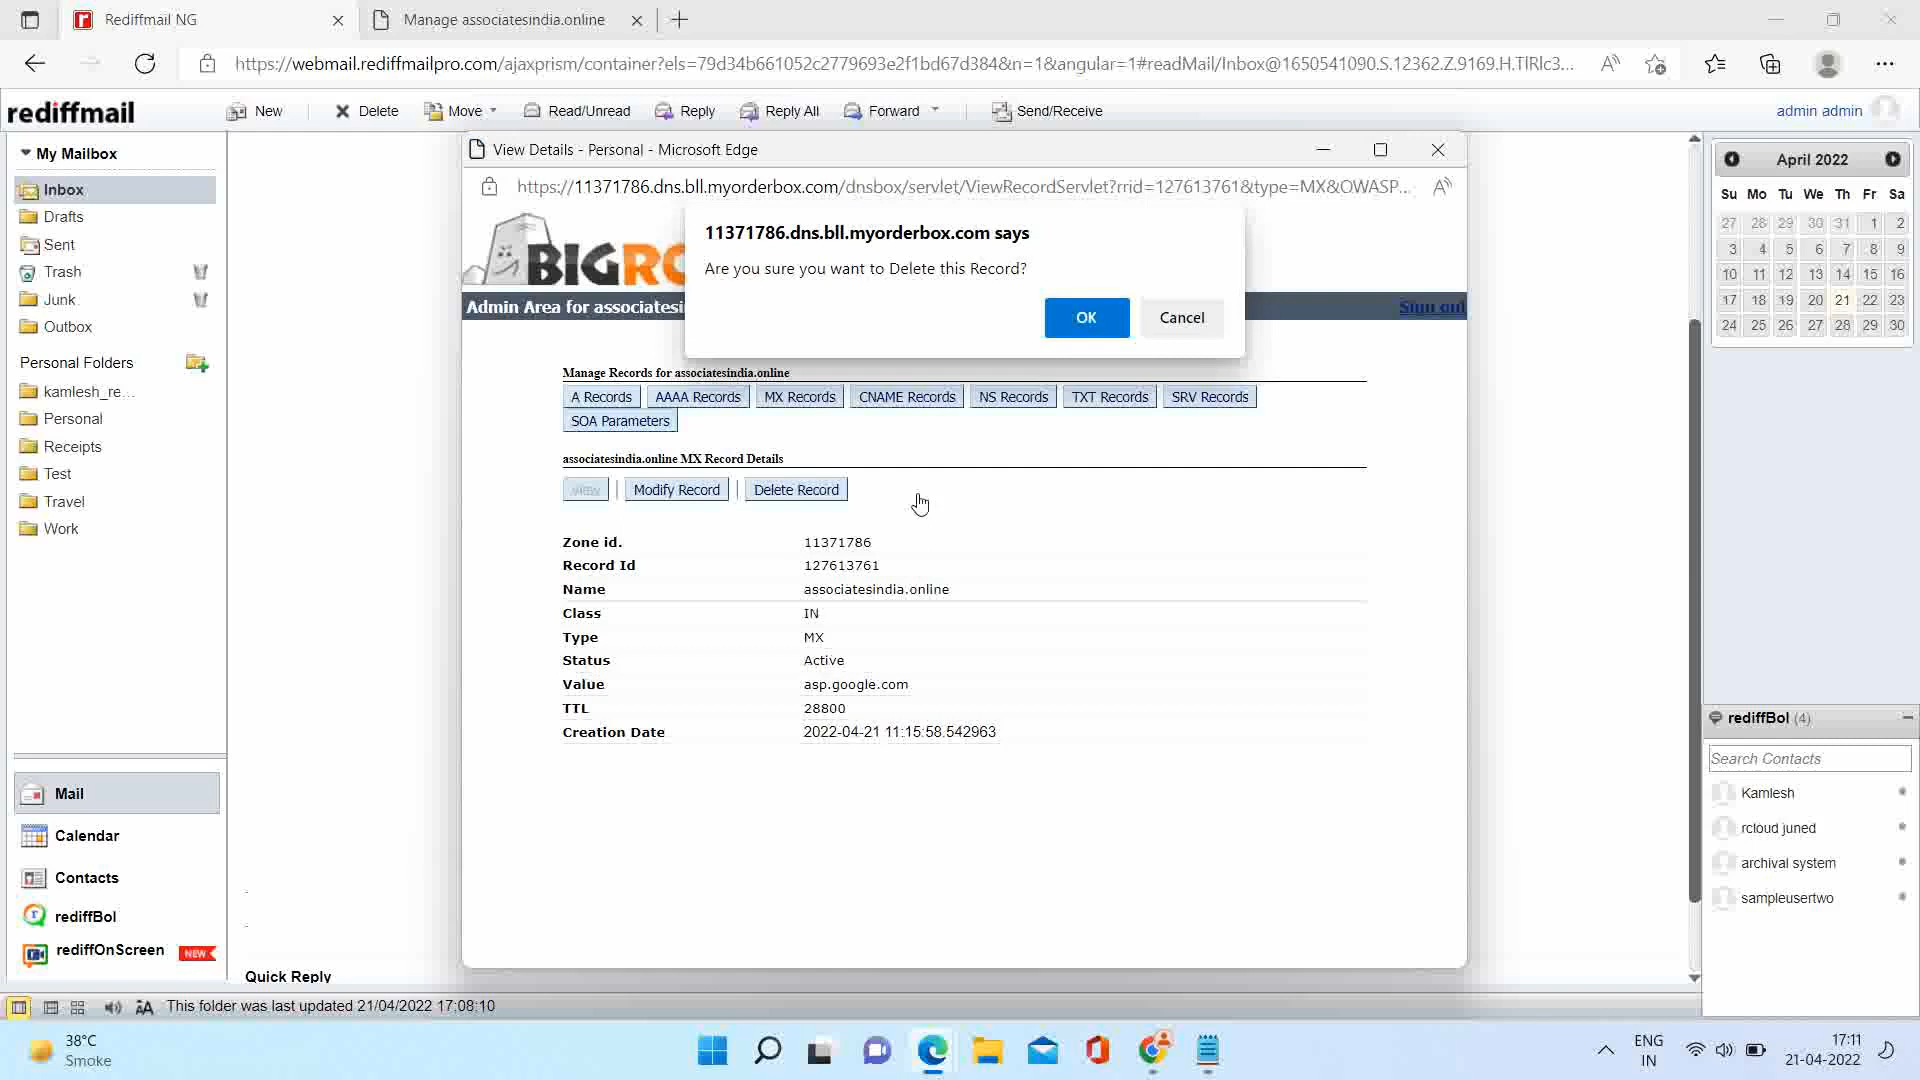 Rediffmail NG
Manage associatesindia.online
https://webmail.rediffmailpro.com/ajaxprism/container?els=79d34b661052c2779693e2f1bd67d384&n=1&angular=1#readMail/Inbox@1650541090.S.12362.Z.9169.H.TlRlc3...
rediffmail
New
Delete
Move
Read/Unread
Reply
Reply All
Forward
Send/Receive
admin admin
My Mailbox
Inbox
Drafts
Sent
Trash
Junk
Outbox
Personal Folders
kamlesh_re...
Personal
Receipts
Test
Travel
Work
Mail
Calendar
Contacts
rediffBol
rediffOnScreen NEW
View Details - Personal - Microsoft Edge
https://11371786.dns.bll.myorderbox.com/dnsbox/servlet/ViewRecordServlet?rrid=127613761&type=MX&OWASP...
BIGRO
11371786.dns.bll.myorderbox.com says
Are you sure you want to Delete this Record?
OK
Cancel
Admin Area for associatesi
Sign out
Manage Records for associatesindia.online
A Records
AAAA Records
MX Records
CNAME Records
NS Records
TXT Records
SRV Records
SOA Parameters
associatesindia.online MX Record Details
View | Modify Record | Delete Record
Zone id. 11371786
Record Id 127613761
Name associatesindia.online
Class IN
Type MX
Status Active
Value asp.google.com
TTL 28800
Creation Date 2022-04-21 11:15:58.542963
Quick Reply
April 2022
Su Mo Tu We Th Fr Sa
27 28 29 30 31 1 2
3 4 5 6 7 8 9
10 11 12 13 14 15 16
17 18 19 20 21 22 23
24 25 26 27 28 29 30
rediffBol (4)
Search Contacts
Kamlesh
rcloud juned
archival system
sampleusertwo
This folder was last updated 21/04/2022 17:08:10
38°C
Smoke
ENG
IN
17:11
21-04-2022